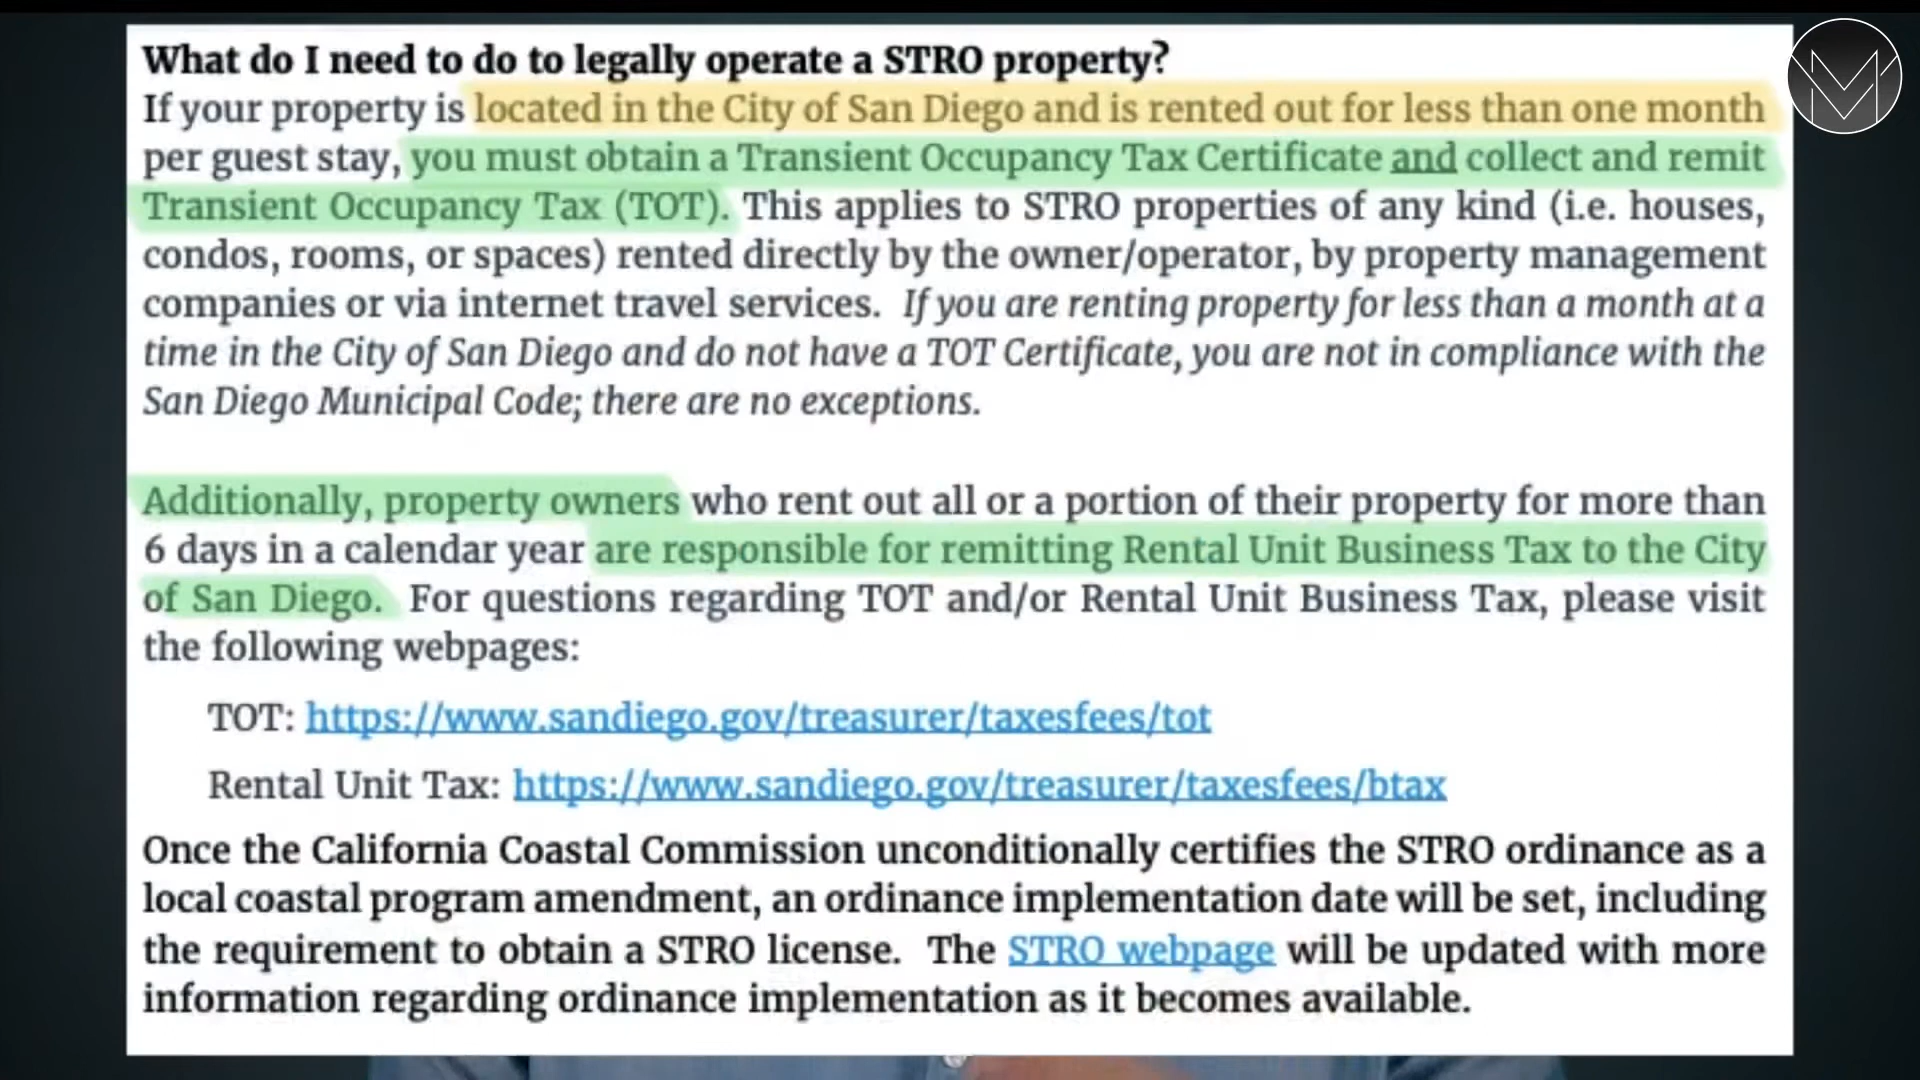 What do I need to do to legally operate a STRO property?
If your property is located in the City of San Diego and is rented out for less than one month
per guest stay, you must obtain a Transient Occupancy Tax Certificate and collect and remit
Transient Occupancy Tax (TOT). This applies to STRO properties of any kind (i.e. houses,
condos, rooms, or spaces) rented directly by the owner/operator, by property management
companies or via internet travel services. If you are renting property for less than a month at a
time in the City of San Diego and do not have a TOT Certificate, you are not in compliance with the
San Diego Municipal Code; there are no exceptions.
Additionally, property owners who rent out all or a portion of their property for more than
6 days in a calendar year are responsible for remitting Rental Unit Business Tax to the City
of San Diego. For questions regarding TOT and/or Rental Unit Business Tax, please visit
the following webpages:
TOT: https://www.sandiego.gov/treasurer/taxesfees/tot
Rental Unit Tax: https://www.sandiego.gov/treasurer/taxesfees/btax
Once the California Coastal Commission unconditionally certifies the STRO ordinance as a
local coastal program amendment, an ordinance implementation date will be set, including
the requirement to obtain a STRO license. The STRO webpage will be updated with more
information regarding ordinance implementation as it becomes available.